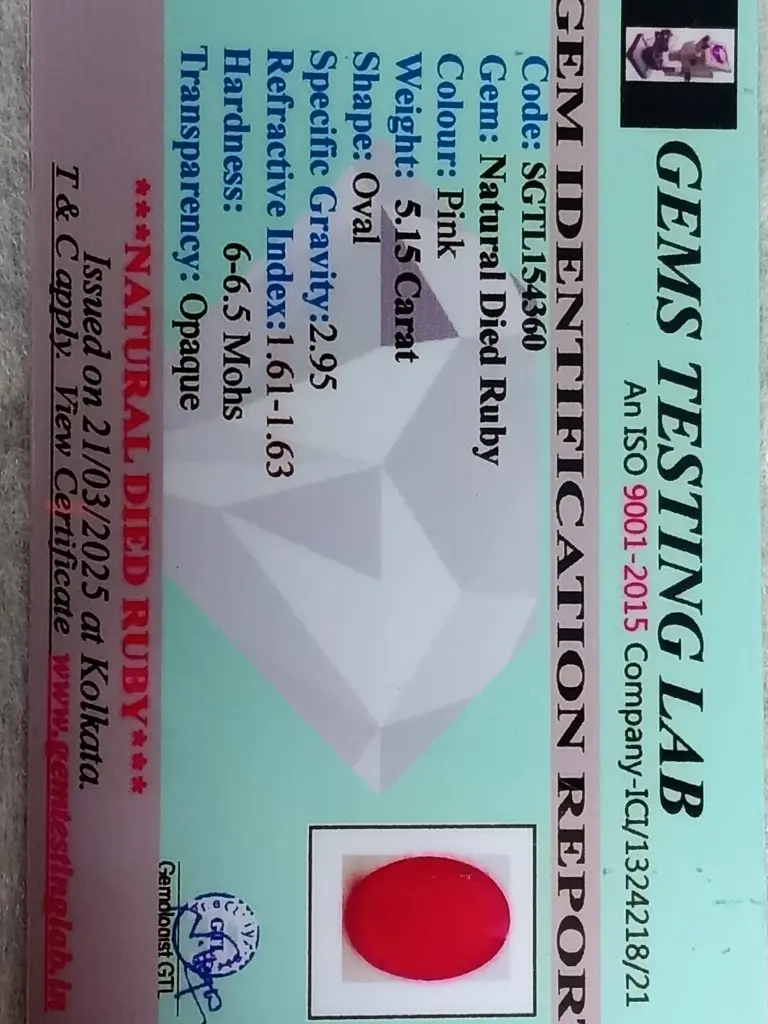 GEMS TESTING LAB
An ISO 9001-2015 Company-ICI/1324218/21
GEM IDENTIFICATION REPORT
Code: SGTL154360
Gem: Natural Died Ruby
Colour: Pink
Weight: 5.15 Carat
Shape: Oval
Specific Gravity:2.95
Refractive Index:1.61-1.63
Hardness: 6-6.5 Mohs
Transparency: Opaque
Gemologist GTL
***NATURAL DIED RUBY***
Issued on 21/03/2025 at Kolkata.
T & C apply. View Certificate www.gemtestinglab.in